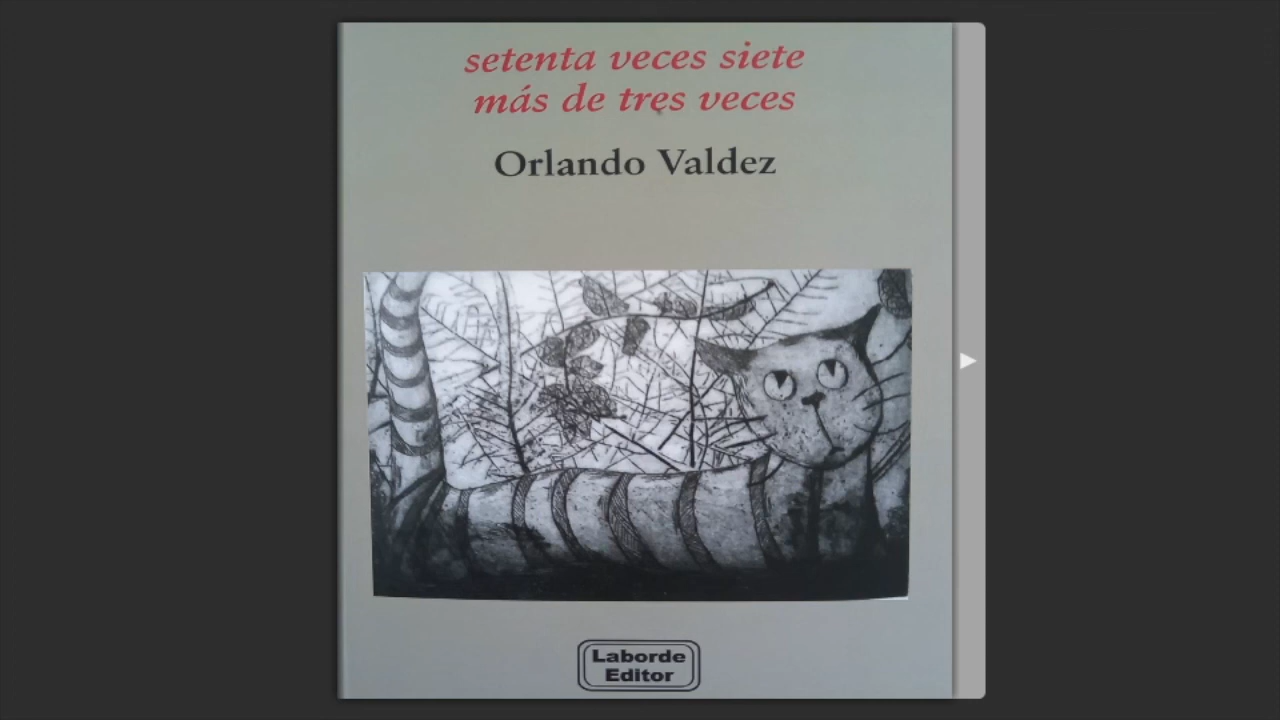 setenta veces siete
más de tres veces
Orlando Valdez
Laborde
Editor